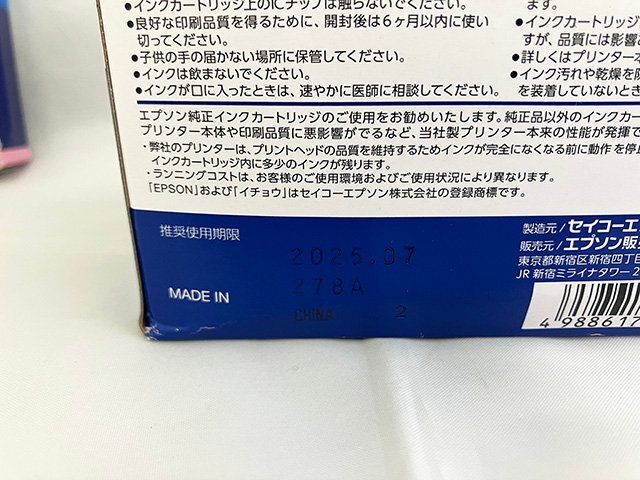 ●インクカートリッジ上のICチップは触らないでください。
●良好な印刷品質を得るために、開封後は6ヶ月以内に使い
切ってください。
●子供の手の届かない場所に保管してください。
●インクは飲まないでください。
●インクが口に入ったときは、速やかに医師に相談してください。
ます。
●インクカートリッジ
すが、品質には影響
●詳しくはプリンター本
●インク汚れや乾燥を防
を装着していないとき
エプソン純正インクカートリッジのご使用をお勧めいたします。純正品以外のインクカート
プリンター本体や印刷品質に悪影響がでるなど、当社製プリンター本来の性能が発揮で
・弊社のプリンターは、プリントヘッドの品質を維持するためインクが完全になくなる前に動作を停止
インクカートリッジ内に多少のインクが残ります。
・ランニングコストは、お客様のご使用環境およびご使用状況により異なります。
「EPSON」および「イチョウ」はセイコーエプソン株式会社の登録商標です。
推奨使用期限
2025.07
278A
MADE IN
CHINA 2
製造元/セイコーエ
販売元/エプソン販
東京都新宿区新宿四丁目
JR新宿ミライナタワー2
4 988617